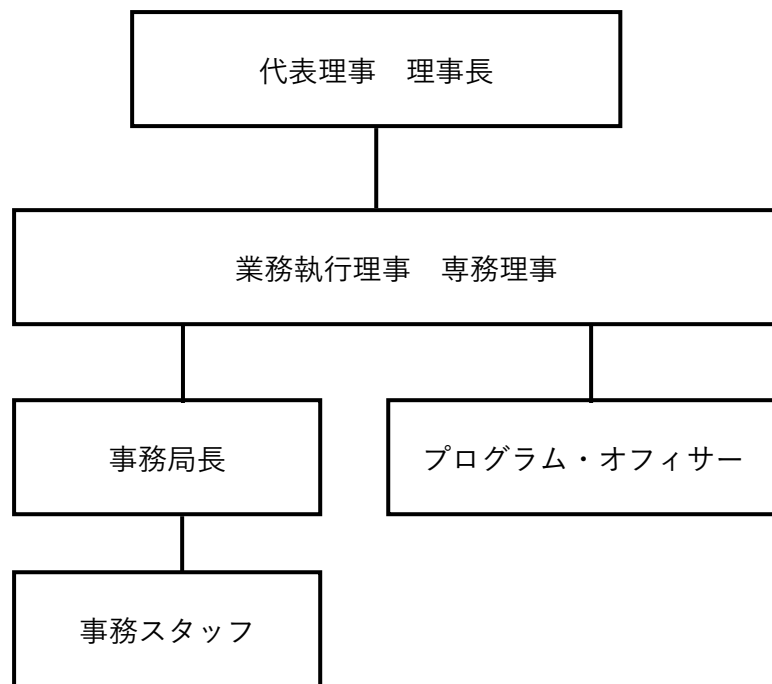 代表理事　理事長
業務執行理事　専務理事
事務局長
プログラム・オフィサー
事務スタッフ